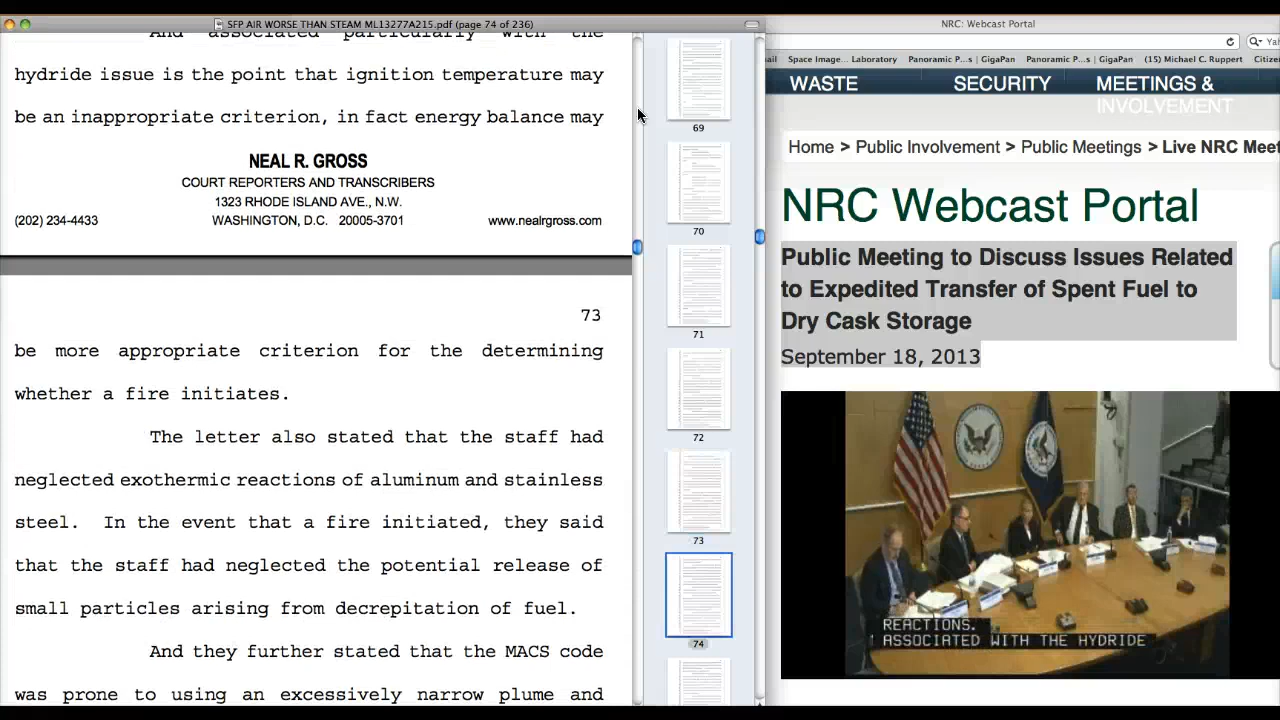 SFP AIR WORSE THAN STEAM ML13277A215.pdf (page 74 of 236)
And associated particularly with the
hydride issue is the point that ignition temperature may
be an inappropriate criterion, in fact energy balance may
NEAL R. GROSS
COURT REPORTERS AND TRANSCRIBERS
1323 RHODE ISLAND AVE., N.W.
(202) 234-4433 WASHINGTON, D.C. 20005-3701 www.nealrgross.com
73
be more appropriate criterion for the determining
whether a fire initiates.
The letter also stated that the staff had
neglected exothermic reactions of aluminum and stainless
steel. In the event that a fire initiated, they said
that the staff had neglected the potential release of
small particles arising from decrepitation of fuel.
And they further stated that the MACS code
was prone to using an excessively narrow plume and
69
70
71
72
73
74
NRC: Webcast Portal
Space Image... Laboratory Panoramic P...s | GigaPan Panoramic P...s | GigaPan Michael C. Ruppert
WASTE SECURITY MEETINGS &
INVOLVEMENT
Home > Public Involvement > Public Meetings > Live NRC Meet
NRC Webcast Portal
Public Meeting to Discuss Issues Related
to Expedited Transfer of Spent Fuel to
Dry Cask Storage
September 18, 2013
REACTIONS.
ASSOCIATED WITH THE HYDRIDE